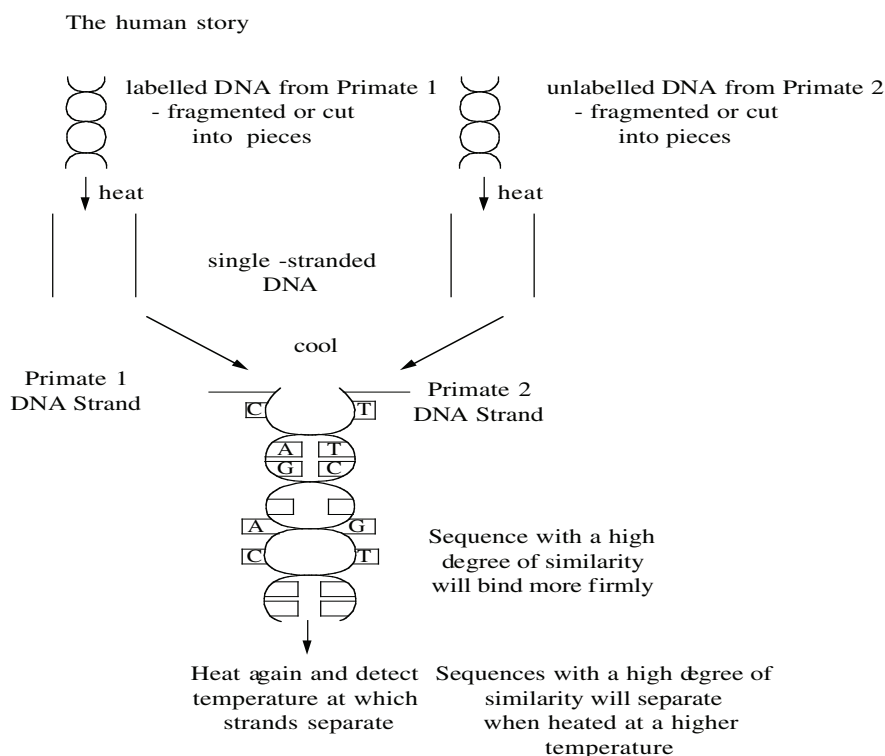 The human story
labelled DNA from Primate 1
- fragmented or cut
into pieces
unlabelled DNA from Primate 2
- fragmented or cut
into pieces
heat
heat
single -stranded
DNA
cool
Primate 1
DNA Strand
Primate 2
DNA Strand
C T
A T
G C
A G
C T
Sequence with a high
degree of similarity
will bind more firmly
Heat again and detect
temperature at which
strands separate
Sequences with a high degree of
similarity will separate
when heated at a higher
temperature